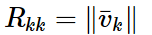 $R_{kk} = \|\bar{v}_k\|$